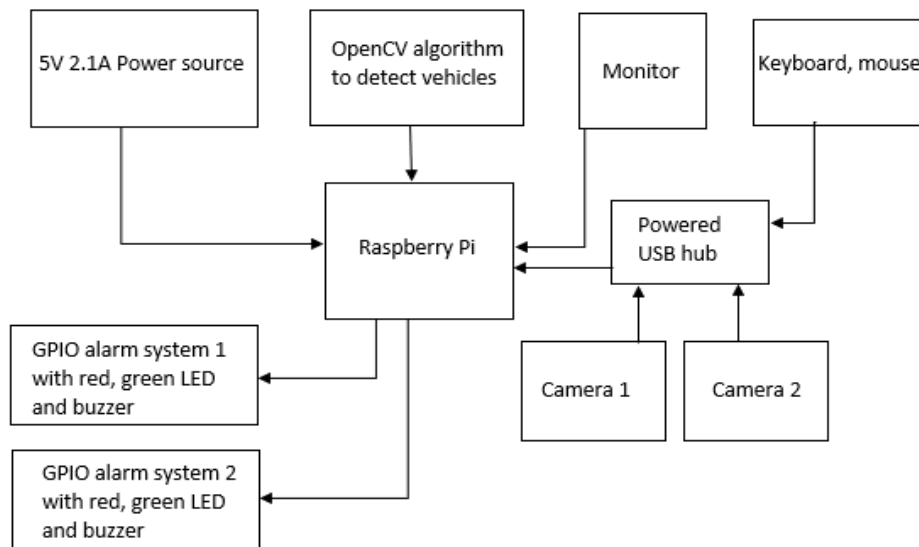 5V 2.1A Power source
OpenCV algorithm
to detect vehicles
Monitor
Keyboard, mouse
Raspberry Pi
Powered
USB hub
GPIO alarm system 1
with red, green LED
and buzzer
Camera 1
Camera 2
GPIO alarm system 2
with red, green LED
and buzzer